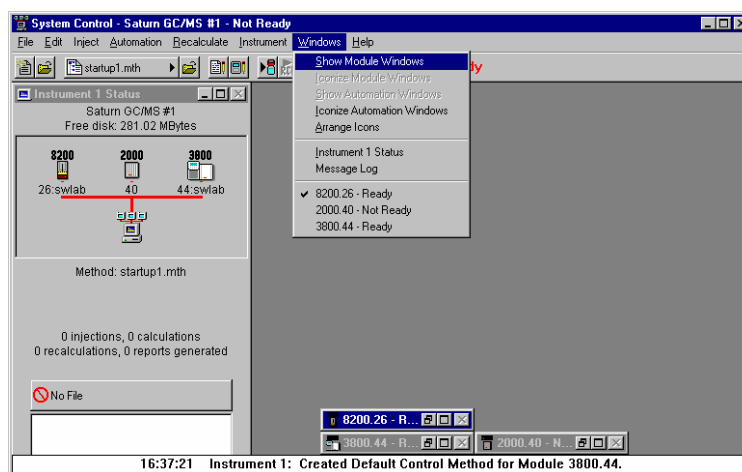 System Control - Saturn GC/MS #1 - Not Ready
File Edit Inject Automation Recalculate Instrument Windows Help
startup1.mth
Show Module Windows
Iconize Module Windows
Show Automation Windows
Iconize Automation Windows
Arrange Icons
Instrument 1 Status
Message Log
8200.26 - Ready
2000.40 - Not Ready
3800.44 - Ready
Instrument 1 Status
Saturn GC/MS #1
Free disk: 281.02 MBytes
8200 2000 3800
26:swlab 40 44:swlab
Method: startup1.mth
0 injections, 0 calculations
0 recalculations, 0 reports generated
No File
8200.26 - R...
3800.44 - R... 2000.40 - N...
16:37:21 Instrument 1: Created Default Control Method for Module 3800.44.